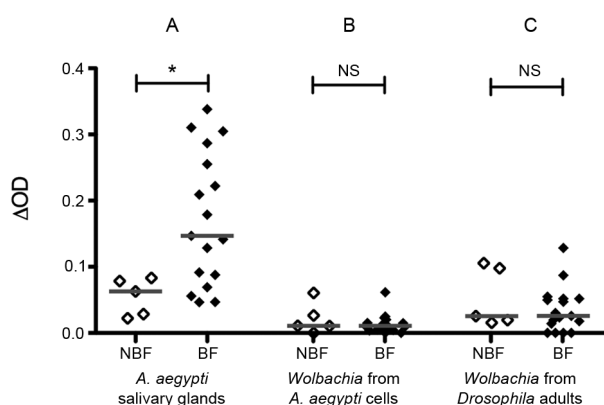 A B C
* NS NS
0.4
0.3
0.2
0.1
0.0
ΔOD
NBF BF NBF BF NBF BF
A. aegypti
salivary glands
Wolbachia from
A. aegypti cells
Wolbachia from
Drosophila adults